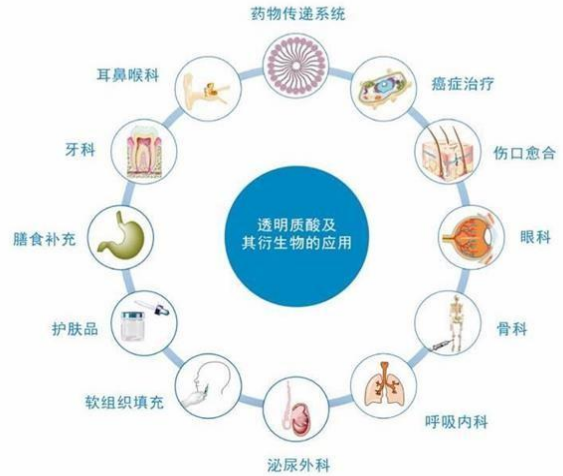 药物传递系统
耳鼻喉科
癌症治疗
牙科
伤口愈合
透明质酸及
其衍生物的应用
膳食补充
眼科
护肤品
骨科
软组织填充
呼吸内科
泌尿外科